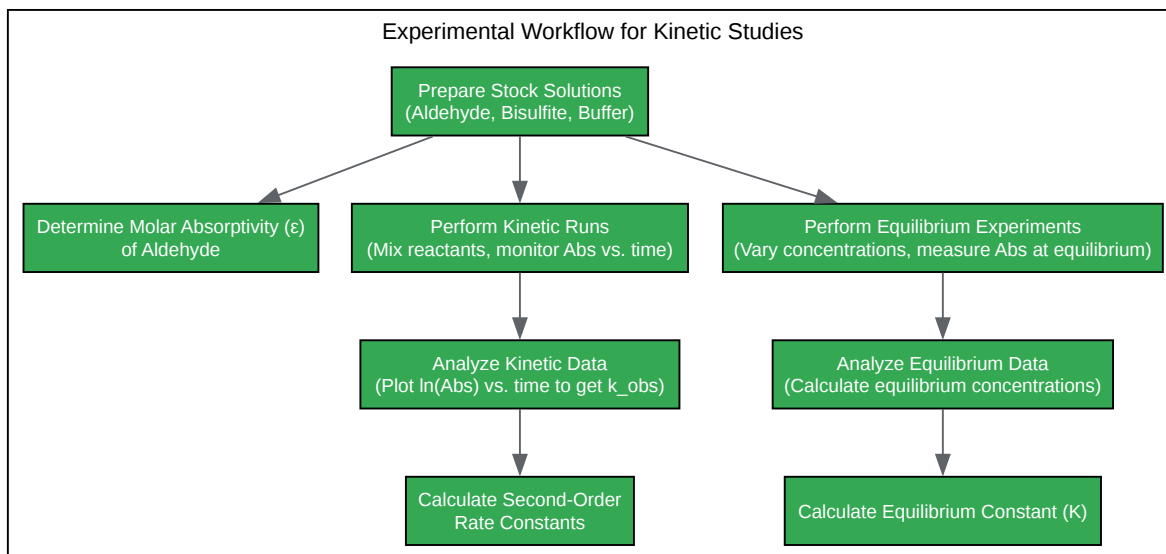 Experimental Workflow for Kinetic Studies
Prepare Stock Solutions
(Aldehyde, Bisulfite, Buffer)
Determine Molar Absorptivity (ε)
of Aldehyde
Perform Kinetic Runs
(Mix reactants, monitor Abs vs. time)
Perform Equilibrium Experiments
(Vary concentrations, measure Abs at equilibrium)
Analyze Kinetic Data
(Plot ln(Abs) vs. time to get k_obs)
Analyze Equilibrium Data
(Calculate equilibrium concentrations)
Calculate Second-Order
Rate Constants
Calculate Equilibrium Constant (K)